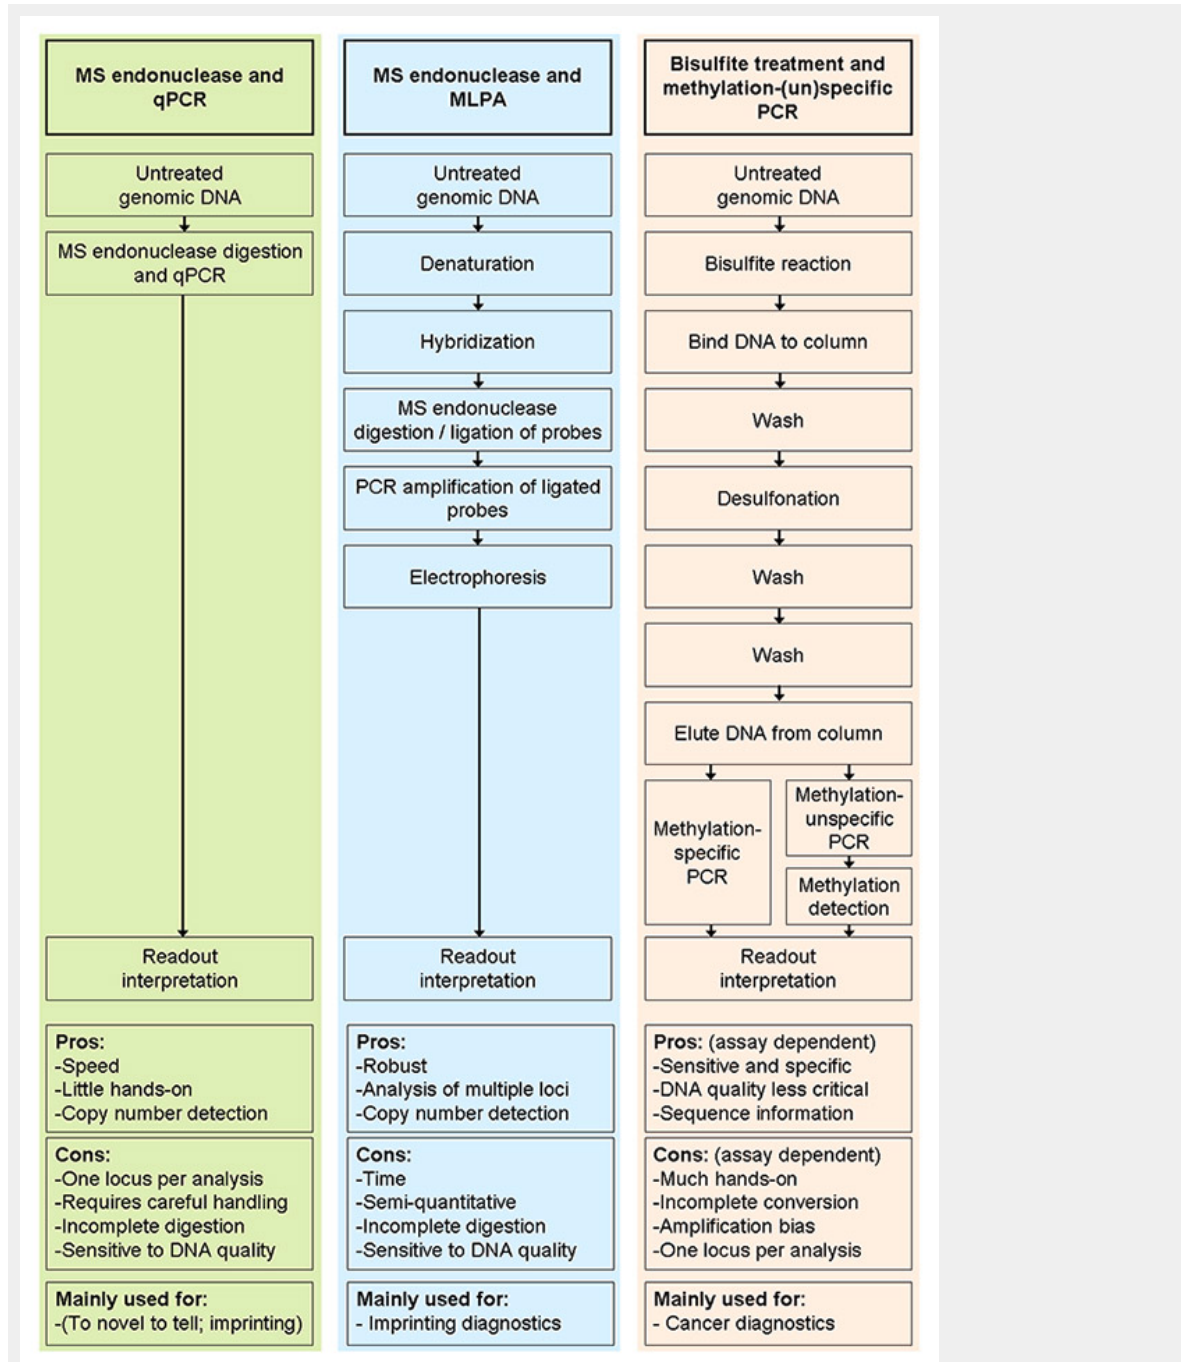 MS endonuclease and
qPCR
Untreated
genomic DNA
MS endonuclease digestion
and qPCR
Readout
interpretation
Pros:
-Speed
-Little hands-on
-Copy number detection
Cons:
-One locus per analysis
-Requires careful handling
-Incomplete digestion
-Sensitive to DNA quality
Mainly used for:
-(To novel to tell; imprinting)
MS endonuclease and
MLPA
Untreated
genomic DNA
Denaturation
Hybridization
MS endonuclease
digestion / ligation of probes
PCR amplification of ligated
probes
Electrophoresis
Readout
interpretation
Pros:
-Robust
-Analysis of multiple loci
-Copy number detection
Cons:
-Time
-Semi-quantitative
-Incomplete digestion
-Sensitive to DNA quality
Mainly used for:
- Imprinting diagnostics
Bisulfite treatment and
methylation-(un)specific
PCR
Untreated
genomic DNA
Bisulfite reaction
Bind DNA to column
Wash
Desulfonation
Wash
Wash
Elute DNA from column
Methylation-
specific
PCR
Methylation-
unspecific
PCR
Methylation
detection
Readout
interpretation
Pros: (assay dependent)
-Sensitive and specific
-DNA quality less critical
-Sequence information
Cons: (assay dependent)
-Much hands-on
-Incomplete conversion
-Amplification bias
-One locus per analysis
Mainly used for:
- Cancer diagnostics